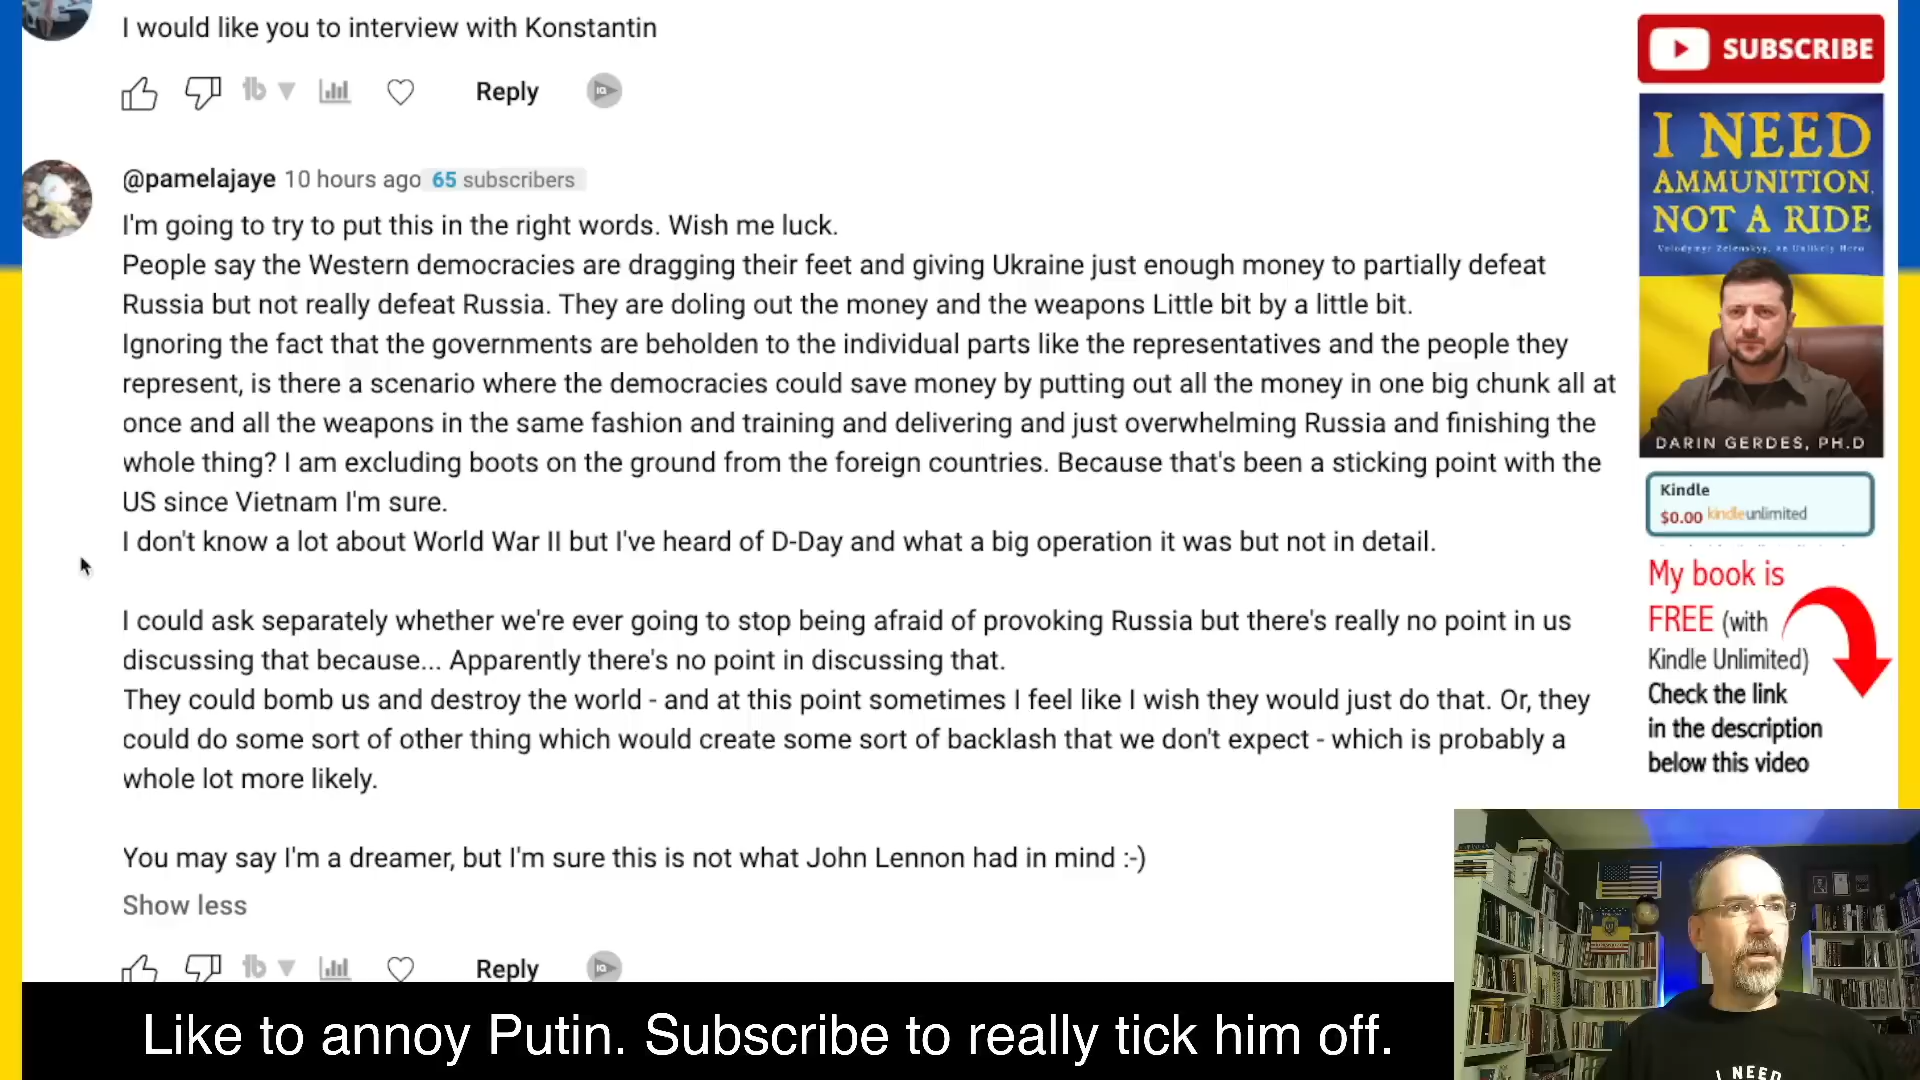 I would like you to interview with Konstantin
Reply
@pamelajaye 10 hours ago 65 subscribers
I'm going to try to put this in the right words. Wish me luck.
People say the Western democracies are dragging their feet and giving Ukraine just enough money to partially defeat
Russia but not really defeat Russia. They are doling out the money and the weapons Little bit by a little bit.
Ignoring the fact that the governments are beholden to the individual parts like the representatives and the people they
represent, is there a scenario where the democracies could save money by putting out all the money in one big chunk all at
once and all the weapons in the same fashion and training and delivering and just overwhelming Russia and finishing the
whole thing? I am excluding boots on the ground from the foreign countries. Because that's been a sticking point with the
US since Vietnam I'm sure.
I don't know a lot about World War II but I've heard of D-Day and what a big operation it was but not in detail.
I could ask separately whether we're ever going to stop being afraid of provoking Russia but there's really no point in us
discussing that because... Apparently there's no point in discussing that.
They could bomb us and destroy the world - and at this point sometimes I feel like I wish they would just do that. Or, they
could do some sort of other thing which would create some sort of backlash that we don't expect - which is probably a
whole lot more likely.
You may say I'm a dreamer, but I'm sure this is not what John Lennon had in mind :-)
Show less
Reply
SUBSCRIBE
I NEED
AMMUNITION,
NOT A RIDE
Volodymyr Zelenskyy, An Unlikely Hero
DARIN GERDES, PH.D
Kindle
$0.00 kindleunlimited
My book is
FREE (with
Kindle Unlimited)
Check the link
in the description
below this video
I NEED
Like to annoy Putin. Subscribe to really tick him off.